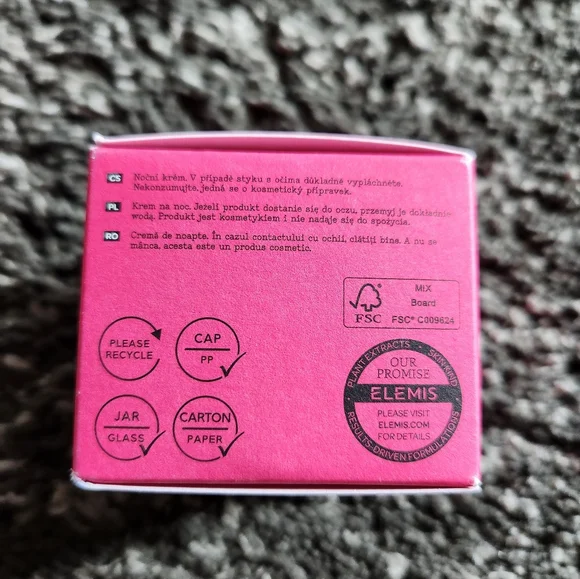 CS Noční krém. V případě styku s očima důkladně vypláchněte.
Nekonzumujte, jedná se o kosmetický přípravek.
PL Krem na noc. Jeżeli produkt dostanie się do oczu, przemyj je dokładnie
wodą. Produkt jest kosmetykiem i nie nadaje się do spożycia.
RO Cremă de noapte. În cazul contactului cu ochii, clătiți bine. A nu se
mânca, acesta este un produs cosmetic.
MIX
Board
FSC
FSC® C009624
PLEASE
RECYCLE
CAP
PP
JAR
GLASS
CARTON
PAPER
PLANT EXTRACTS · SKIN KIND
OUR
PROMISE
ELEMIS
PLEASE VISIT
ELEMIS.COM
FOR DETAILS
RESULTS-DRIVEN FORMULATIONS